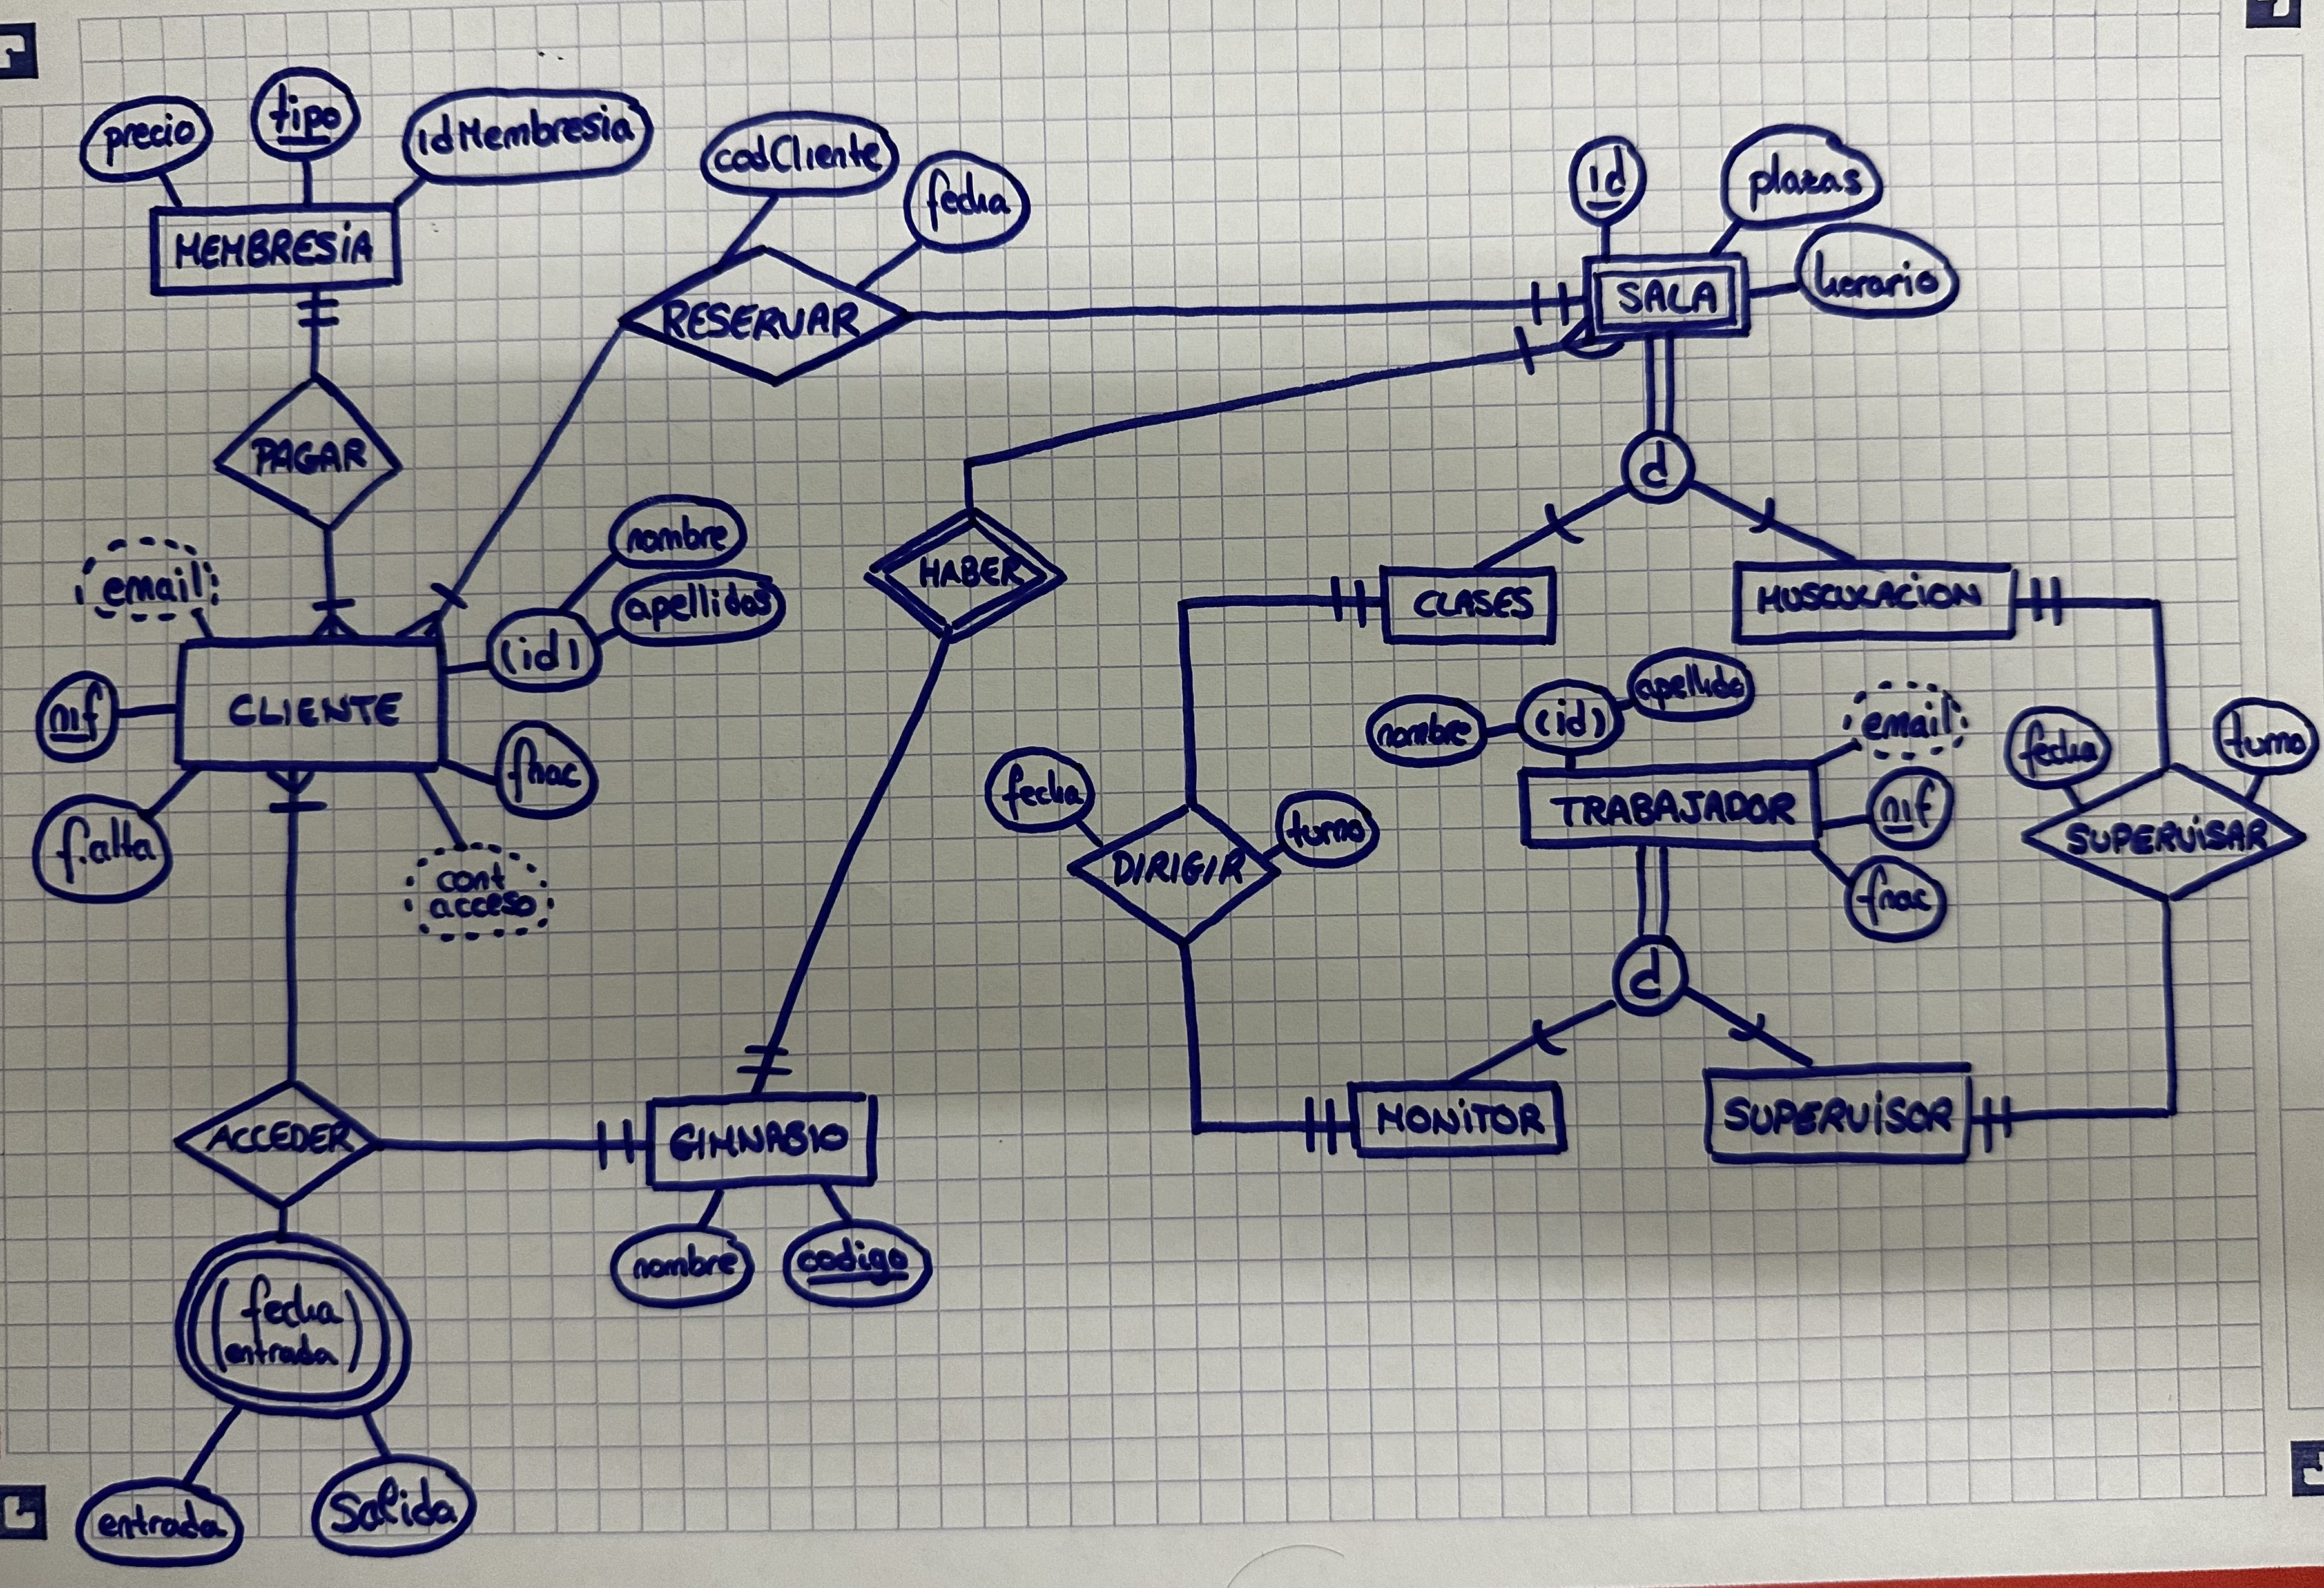 precio
tipo
idMembresia
MEMBRESiA
codCliente
fecha
RESERVAR
id
plazas
horario
SALA
PAGAR
d
email
nombre
apellidos
(id)
HABER
CLASES
MUSCULACION
nif
CLIENTE
fnac
f.alta
cont
acceso
nombre
(id)
apellido
email
TRABAJADOR
nif
fnac
fecha
turno
DIRIGIR
fecha
turno
SUPERViSAR
d
ACCEDER
GIMNASIO
MONiTOR
SUPERViSOR
nombre
codigo
(fecha
entrada)
entrada
Salida